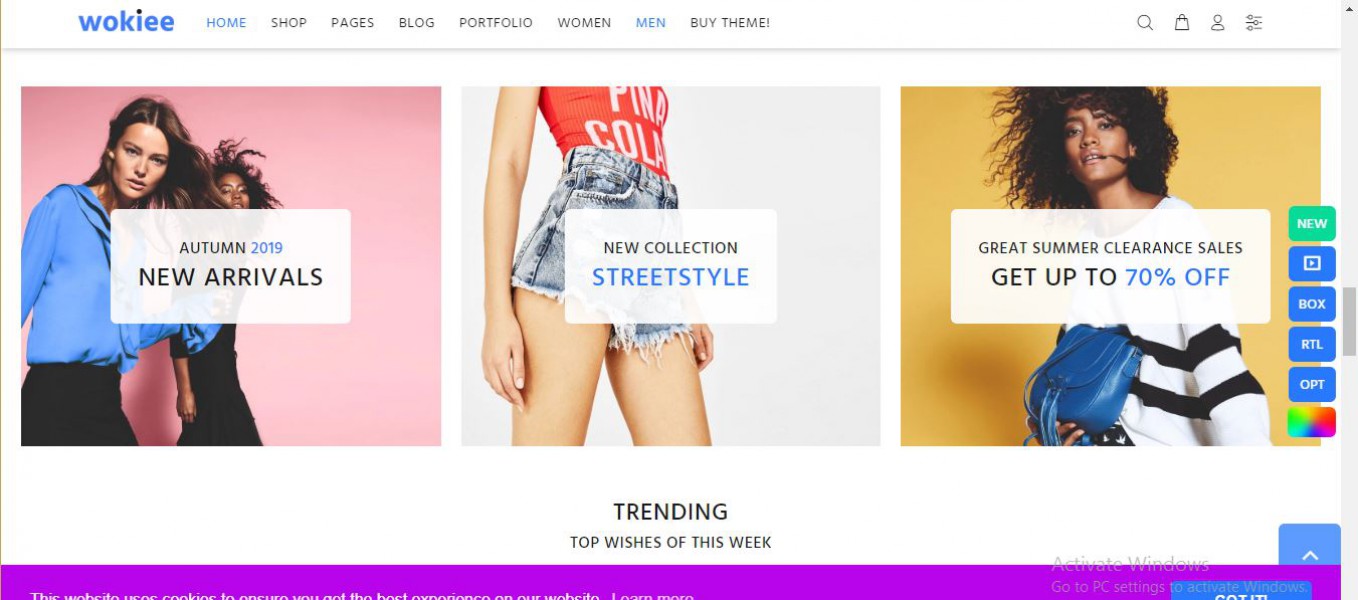 wokiee HOME SHOP PAGES BLOG PORTFOLIO WOMEN MEN BUY THEME!
PINA
COLA
AUTUMN 2019
NEW ARRIVALS
NEW COLLECTION
STREETSTYLE
GREAT SUMMER CLEARANCE SALES
GET UP TO 70% OFF
NEW
BOX
RTL
OPT
TRENDING
TOP WISHES OF THIS WEEK
Activate Windows
Go to PC settings to activate Windows.
This website uses cookies to ensure you get the best experience on our website. Learn more
GOT IT!